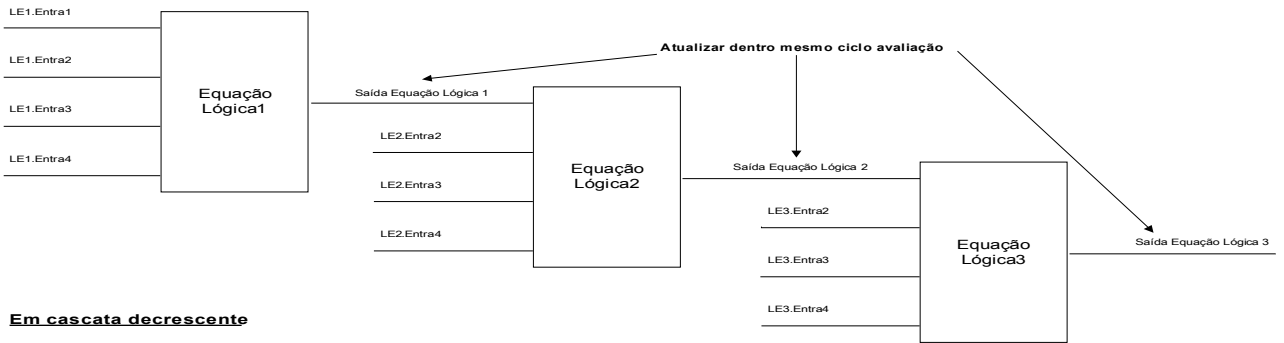 LE1.Entra1
LE1.Entra2
LE1.Entra3
LE1.Entra4
Equação
Lógica1
Atualizar dentro mesmo ciclo avaliação
Saída Equação Lógica 1
LE2.Entra2
LE2.Entra3
LE2.Entra4
Equação
Lógica2
Saída Equação Lógica 2
LE3.Entra2
LE3.Entra3
LE3.Entra4
Equação
Lógica3
Saída Equação Lógica 3
Em cascata decrescente